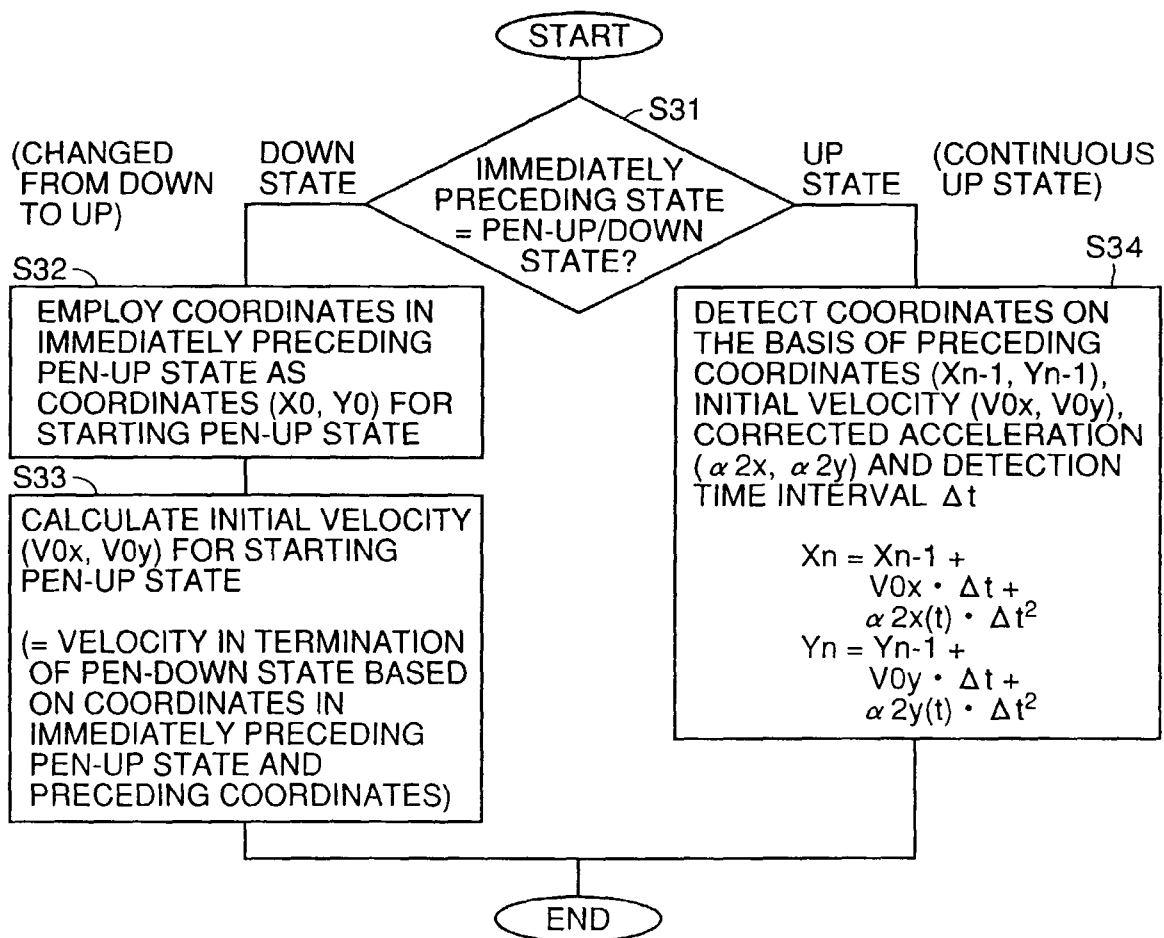 START
S31
IMMEDIATELY
PRECEDING STATE
= PEN-UP/DOWN
STATE?
(CHANGED
FROM DOWN
TO UP)
DOWN
STATE
UP
STATE
(CONTINUOUS
UP STATE)
S32
EMPLOY COORDINATES IN
IMMEDIATELY PRECEDING
PEN-UP STATE AS
COORDINATES (X0, Y0) FOR
STARTING PEN-UP STATE
S33
CALCULATE INITIAL VELOCITY
(V0x, V0y) FOR STARTING
PEN-UP STATE
(= VELOCITY IN TERMINATION
OF PEN-DOWN STATE BASED
ON COORDINATES IN
IMMEDIATELY PRECEDING
PEN-UP STATE AND
PRECEDING COORDINATES)
S34
DETECT COORDINATES ON
THE BASIS OF PRECEDING
COORDINATES (Xn-1, Yn-1),
INITIAL VELOCITY (V0x, V0y),
CORRECTED ACCELERATION
(α2x, α2y) AND DETECTION
TIME INTERVAL Δt
Xn = Xn-1 +
V0x · Δt +
α2x(t) · Δt²
Yn = Yn-1 +
V0y · Δt +
α2y(t) · Δt²
END